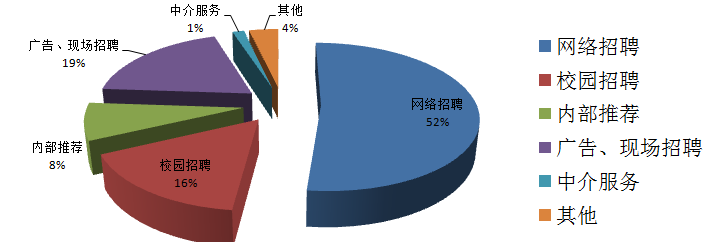 中介服务
1%
其他
4%
广告、现场招聘
19%
网络招聘
52%
内部推荐
8%
校园招聘
16%
网络招聘
校园招聘
内部推荐
广告、现场招聘
中介服务
其他